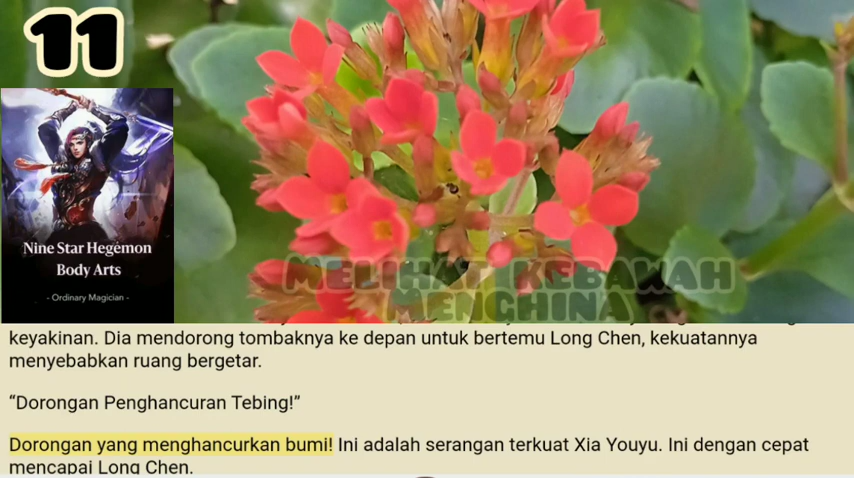 11
Nine Star Hegemon
Body Arts
- Ordinary Magician -
MELIHAT KEBAWAH
MENGHINA
keyakinan. Dia mendorong tombaknya ke depan untuk bertemu Long Chen, kekuatannya
menyebabkan ruang bergetar.
“Dorongan Penghancuran Tebing!”
Dorongan yang menghancurkan bumi! Ini adalah serangan terkuat Xia Youyu. Ini dengan cepat
mencapai Long Chen.